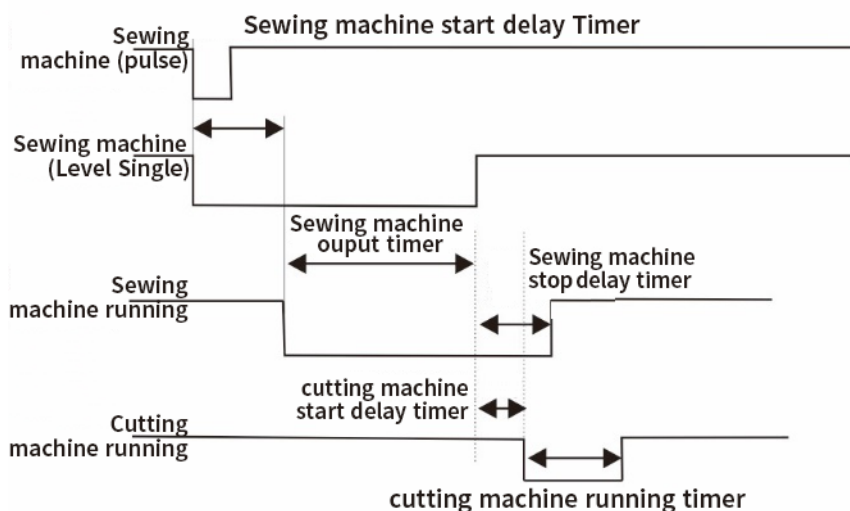 Sewing machine start delay Timer
Sewing
machine (pulse)
Sewing machine
(Level Single)
Sewing machine
ouput timer
Sewing machine
stop delay timer
Sewing
machine running
cutting machine
start delay timer
Cutting
machine running
cutting machine running timer